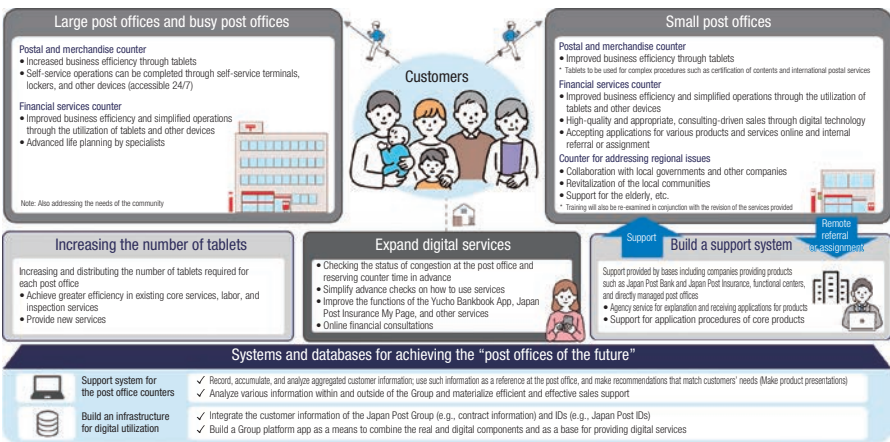 Large post offices and busy post offices
Postal and merchandise counter
• Increased business efficiency through tablets
• Self-service operations can be completed through self-service terminals,
lockers, and other devices (accessible 24/7)
Financial services counter
• Improved business efficiency and simplified operations
through the utilization of tablets and other devices
• Advanced life planning by specialists
Note: Also addressing the needs of the community
Customers
Small post offices
Postal and merchandise counter
• Improved business efficiency through tablets
* Tablets to be used for complex procedures such as certification of contents and international postal services
Financial services counter
• Improved business efficiency and simplified operations through the utilization of
tablets and other devices
• High-quality and appropriate, consulting-driven sales through digital technology
• Accepting applications for various products and services online and internal
referral or assignment
Counter for addressing regional issues
• Collaboration with local governments and other companies
• Revitalization of the local communities
• Support for the elderly, etc.
* Training will also be re-examined in conjunction with the revision of the services provided
Increasing the number of tablets
Increasing and distributing the number of tablets required for
each post office
• Achieve greater efficiency in existing core services, labor, and
inspection services
• Provide new services
Expand digital services
• Checking the status of congestion at the post office and
reserving counter time in advance
• Simplify advance checks on how to use services
• Improve the functions of the Yucho Bankbook App, Japan
Post Insurance My Page, and other services
• Online financial consultations
Support
Remote
referral
or assignment
Build a support system
Support provided by bases including companies providing products
such as Japan Post Bank and Japan Post Insurance, functional centers,
and directly managed post offices
• Agency service for explanation and receiving applications for products
• Support for application procedures of core products
Systems and databases for achieving the “post offices of the future”
Support system for
the post office counters
✓ Record, accumulate, and analyze aggregated customer information; use such information as a reference at the post office, and make recommendations that match customers' needs (Make product presentations)
✓ Analyze various information within and outside of the Group and materialize efficient and effective sales support
Build an infrastructure
for digital utilization
✓ Integrate the customer information of the Japan Post Group (e.g., contract information) and IDs (e.g., Japan Post IDs)
✓ Build a Group platform app as a means to combine the real and digital components and as a base for providing digital services